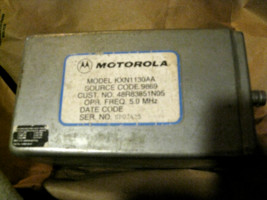 MOTOROLA
MODEL KXN1130AA
SOURCE CODE 9869
CUST. NO. 48R83851N05
OPR. FREQ. 5.0 MHz
DATE CODE
SER. NO.